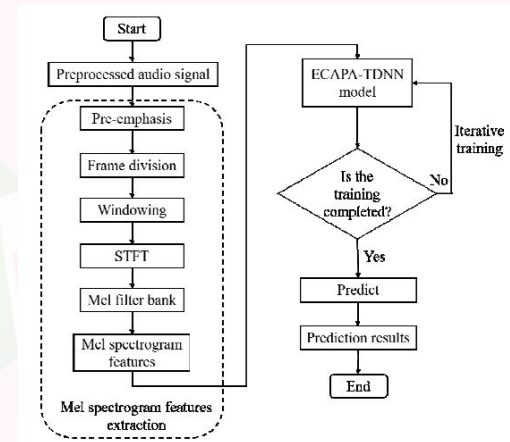 Start
Preprocessed audio signal
Pre-emphasis
Frame division
Windowing
STFT
Mel filter bank
Mel spectrogram
features
Mel spectrogram features
extraction
ECAPA-TDNN
model
Iterative
training
Is the
training
completed?
No
Yes
Predict
Prediction results
End